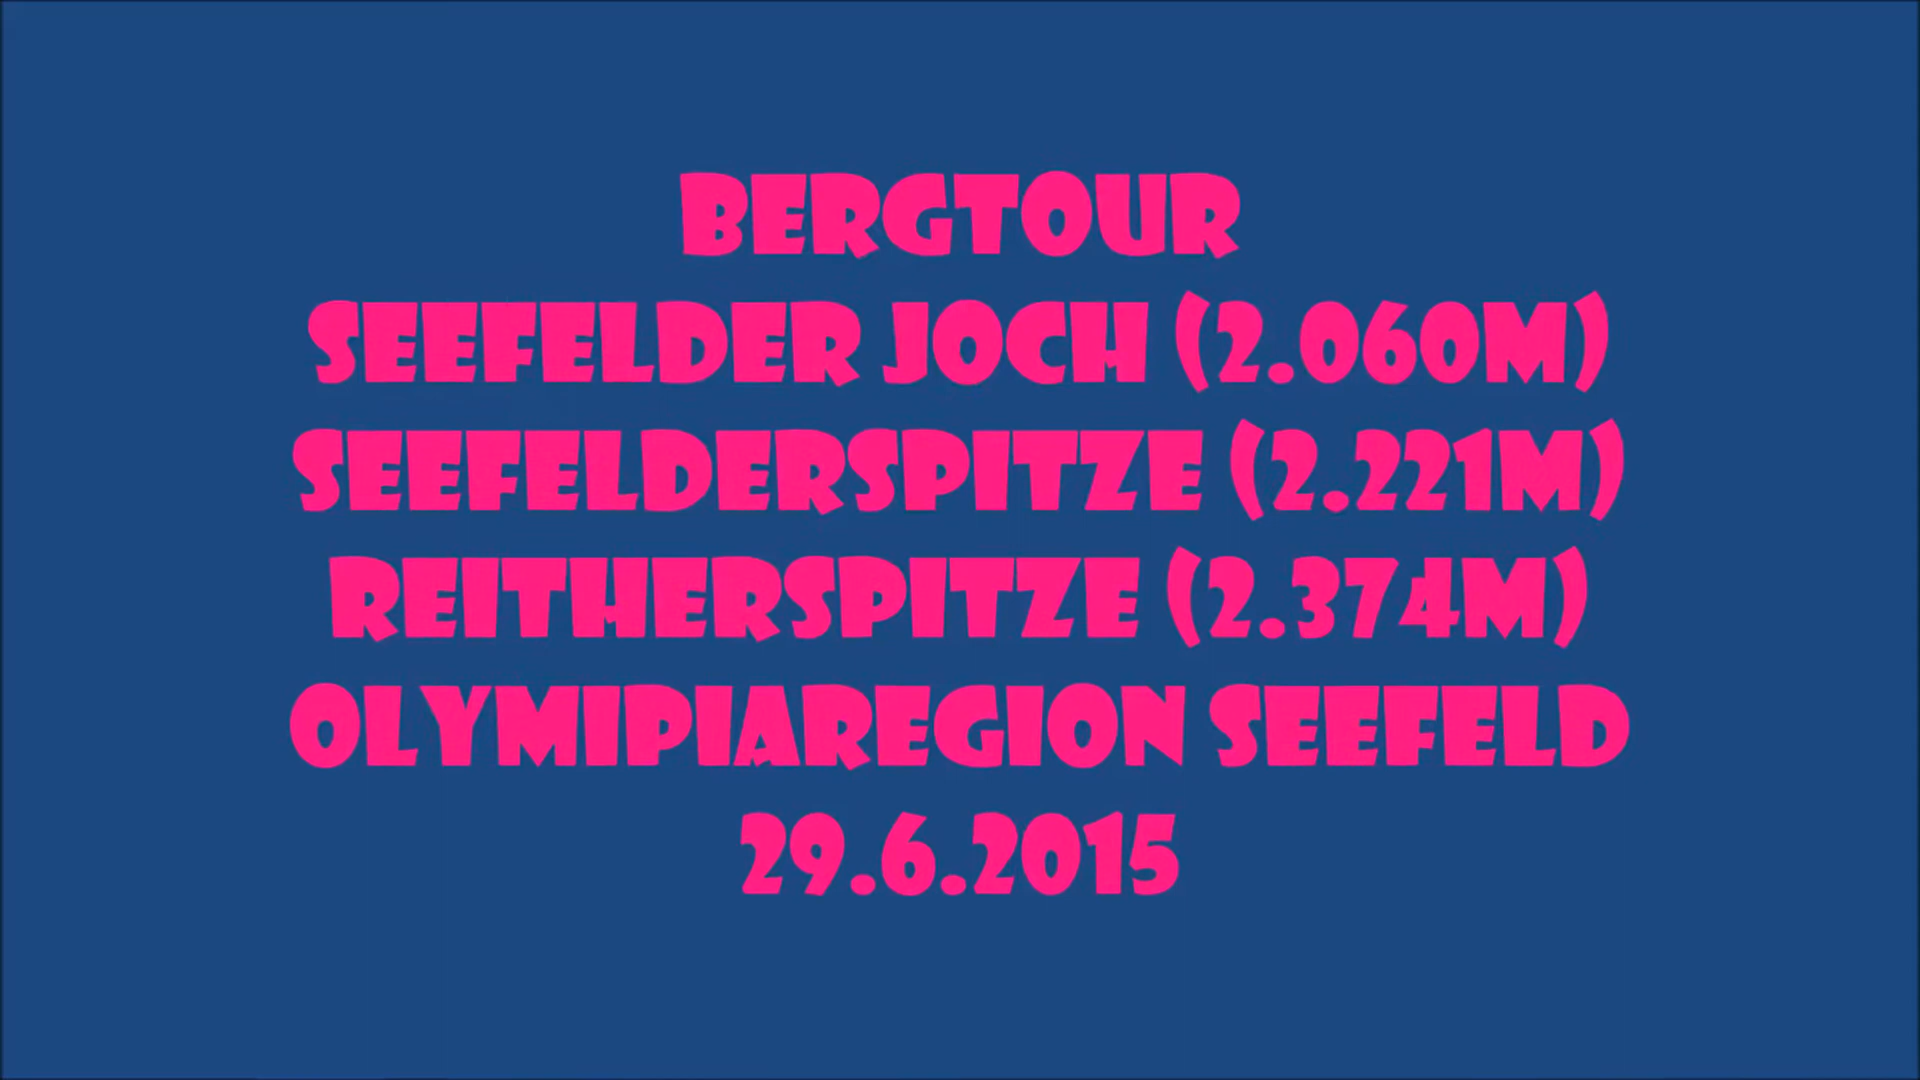 BERGTOUR
SEEFELDER JOCH (2.060M)
SEEFELDERSPITZE (2.221M)
REITHERSPITZE (2.374M)
OLYMIPIAREGION SEEFELD
29.6.2015